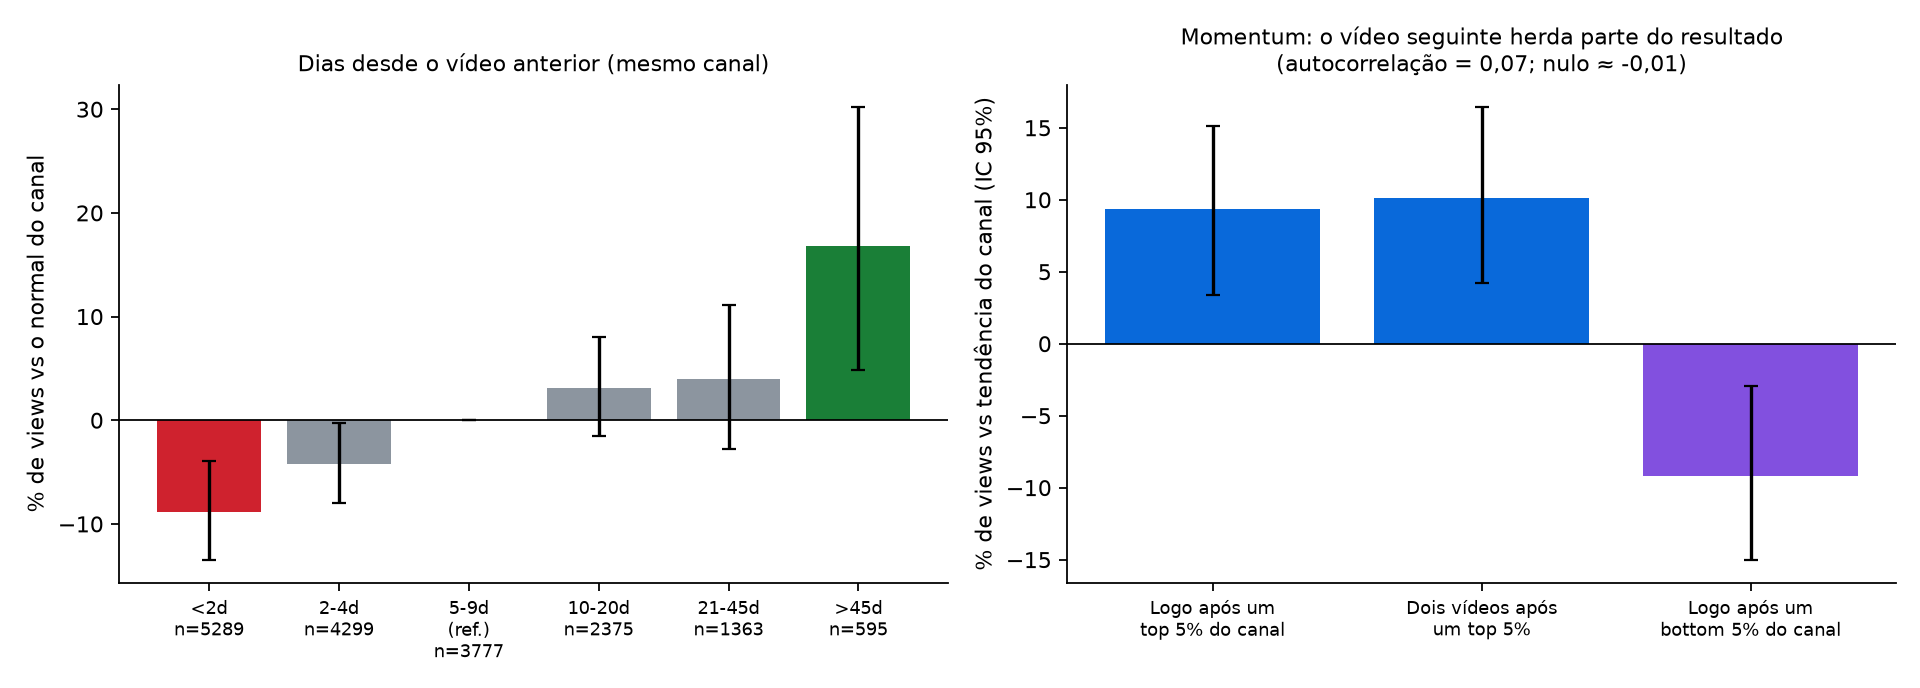 Dias desde o vídeo anterior (mesmo canal)
% de views vs o normal do canal
30
20
10
0
−10
<2d
n=5289
2-4d
n=4299
5-9d
(ref.)
n=3777
10-20d
n=2375
21-45d
n=1363
>45d
n=595
Momentum: o vídeo seguinte herda parte do resultado
(autocorrelação = 0,07; nulo ≈ -0,01)
% de views vs tendência do canal (IC 95%)
15
10
5
0
−5
−10
−15
Logo após um
top 5% do canal
Dois vídeos após
um top 5%
Logo após um
bottom 5% do canal